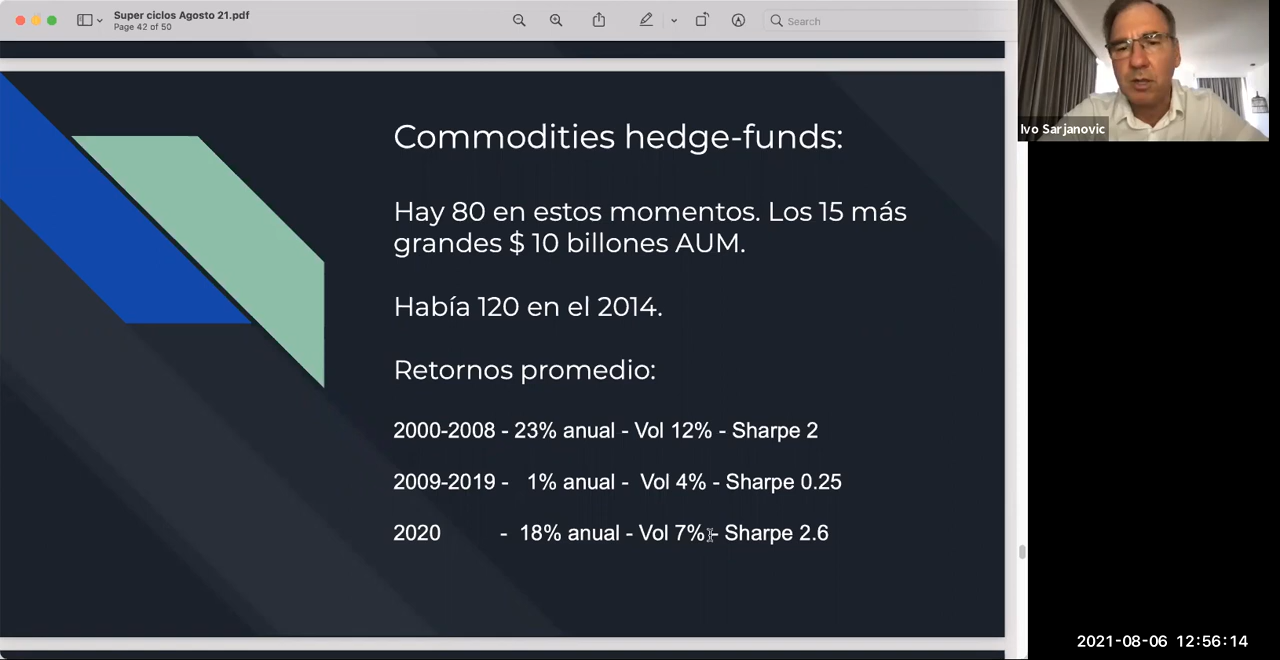 Super ciclos Agosto 21.pdf
Page 42 of 50
Search
Ivo Sarjanovic
Commodities hedge-funds:
Hay 80 en estos momentos. Los 15 más
grandes $ 10 billones AUM.
Había 120 en el 2014.
Retornos promedio:
2000-2008 - 23% anual - Vol 12% - Sharpe 2
2009-2019 - 1% anual - Vol 4% - Sharpe 0.25
2020 - 18% anual - Vol 7% - Sharpe 2.6
2021-08-06 12:56:14